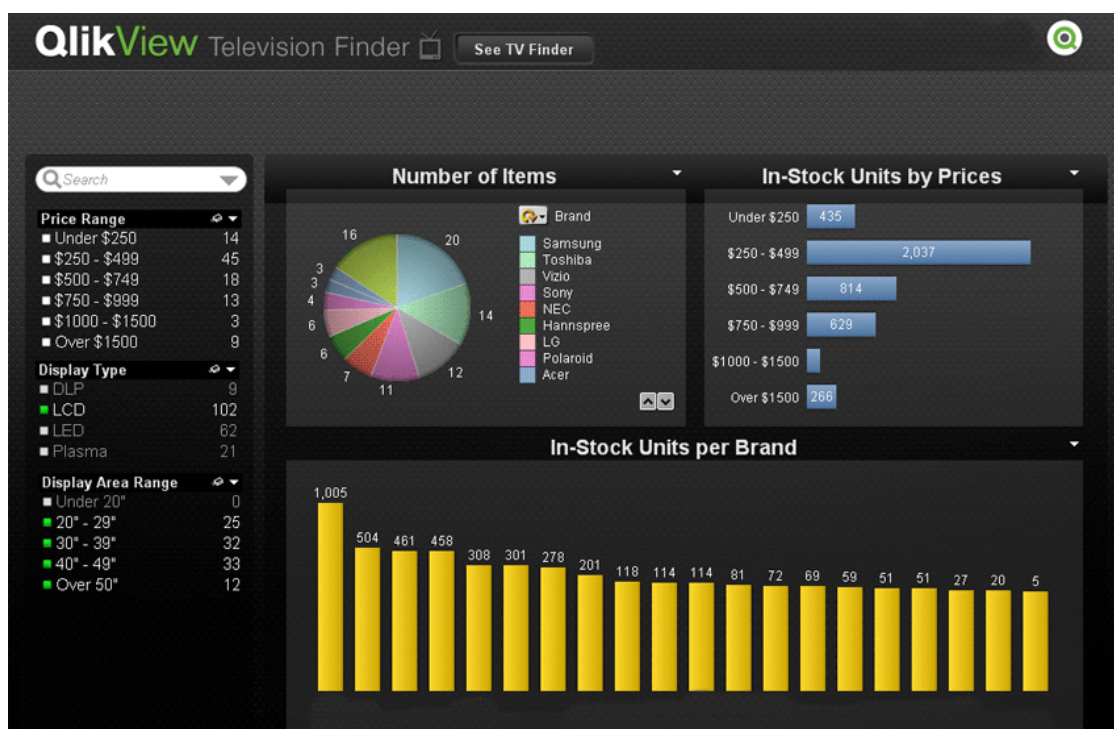 QlikView Television Finder See TV Finder
Search
Price Range
Under $250 14
$250 - $499 45
$500 - $749 18
$750 - $999 13
$1000 - $1500 3
Over $1500 9
Display Type
DLP 9
LCD 102
LED 62
Plasma 21
Display Area Range
Under 20" 0
20" - 29" 25
30" - 39" 32
40" - 49" 33
Over 50" 12
Number of Items
16 20
3
3
4
6 14
6 12
7 11
Brand
Samsung
Toshiba
Vizio
Sony
NEC
Hannspree
LG
Polaroid
Acer
In-Stock Units by Prices
Under $250 435
$250 - $499 2,037
$500 - $749 814
$750 - $999 629
$1000 - $1500
Over $1500 266
In-Stock Units per Brand
1,005 504 461 458 308 301 278 201 118 114 114 81 72 69 59 51 51 27 20 5